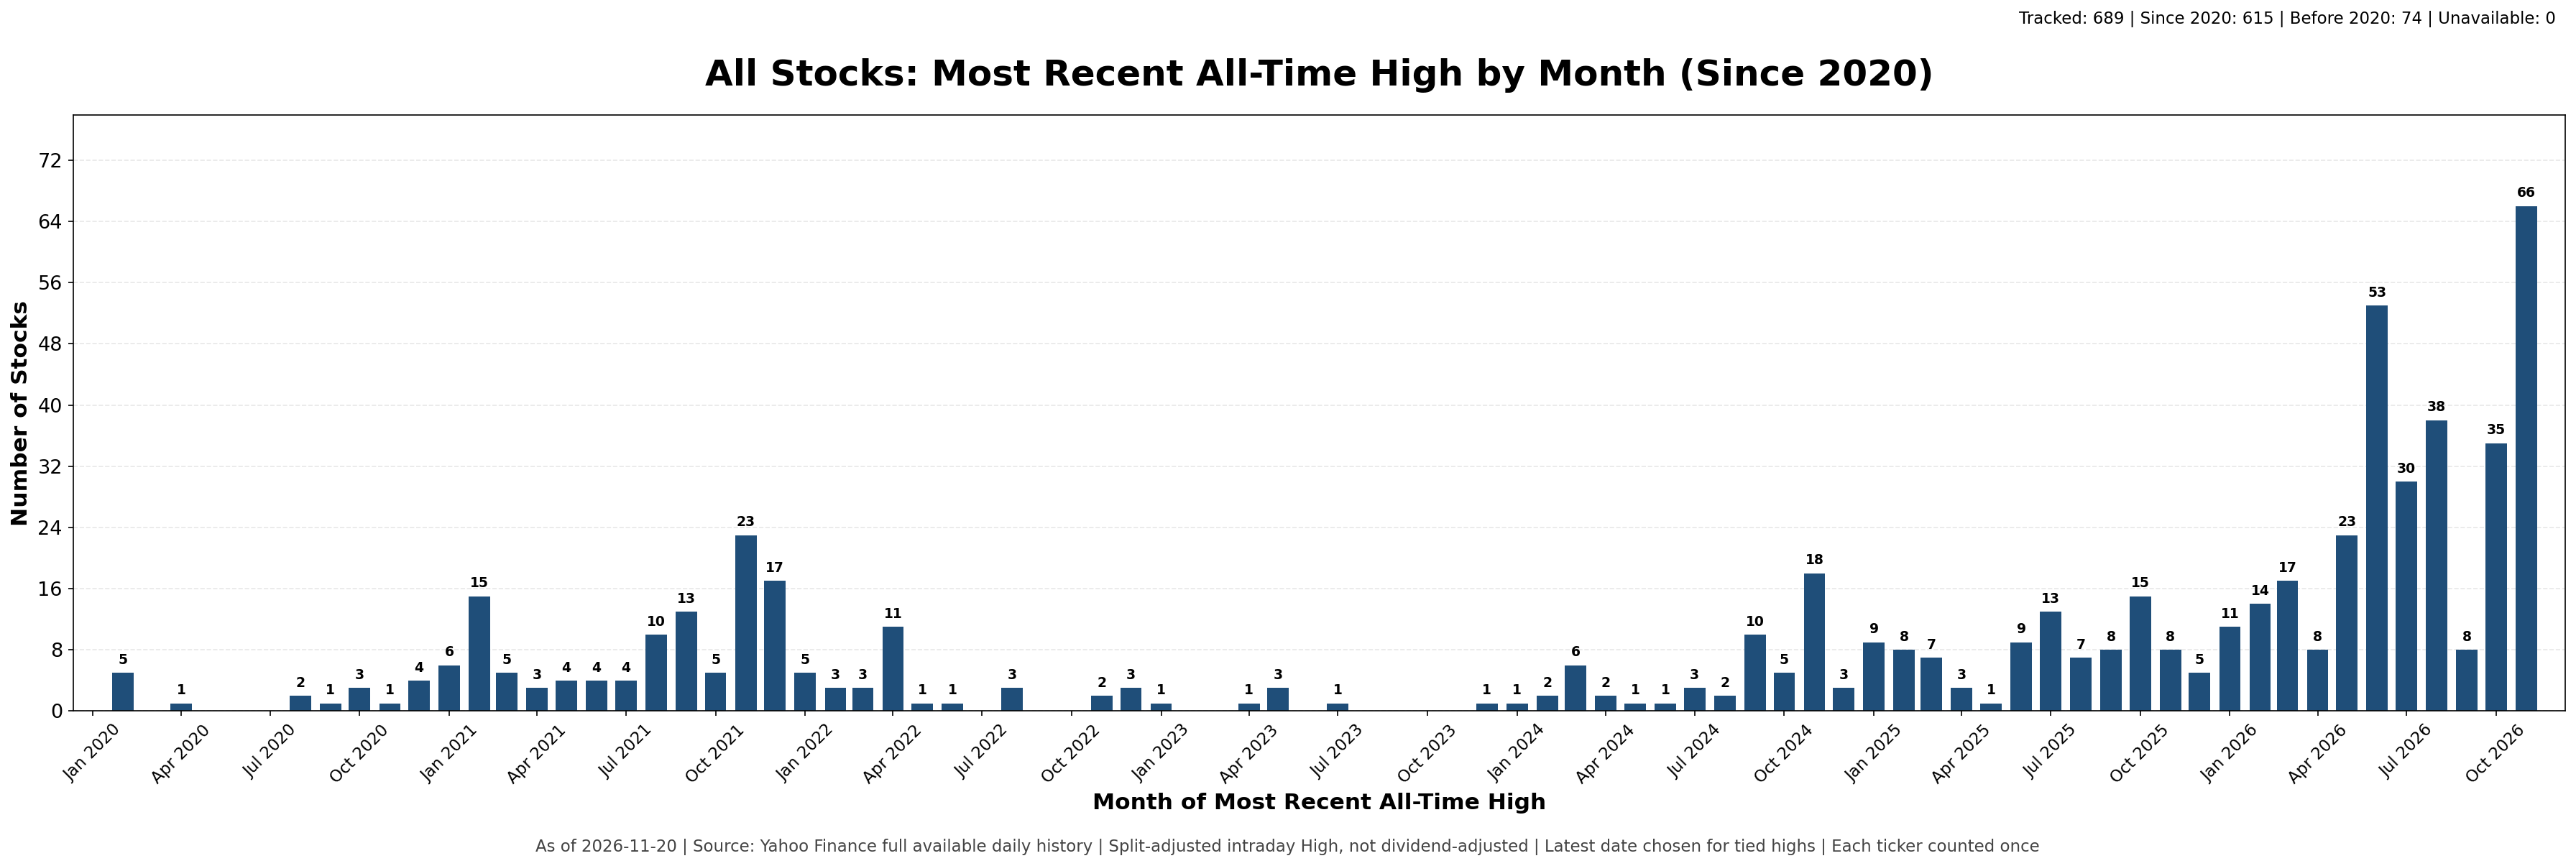 Tracked: 689 | Since 2020: 615 | Before 2020: 74 | Unavailable: 0
All Stocks: Most Recent All-Time High by Month (Since 2020)
Number of Stocks
72
64
56
48
40
32
24
16
8
0
5 1 2 1 3 1 4 6 15 5 3 4 4 4 10 13 5 23 17 5 3 3 11 1 1 3 2 3 1 1 3 1 1 1 2 6 2 1 1 3 2 10 5 18 3 9 8 7 3 1 9 13 7 8 15 8 5 11 14 17 8 23 53 30 38 8 35 66
Jan 2020 Apr 2020 Jul 2020 Oct 2020 Jan 2021 Apr 2021 Jul 2021 Oct 2021 Jan 2022 Apr 2022 Jul 2022 Oct 2022 Jan 2023 Apr 2023 Jul 2023 Oct 2023 Jan 2024 Apr 2024 Jul 2024 Oct 2024 Jan 2025 Apr 2025 Jul 2025 Oct 2025 Jan 2026 Apr 2026 Jul 2026 Oct 2026
Month of Most Recent All-Time High
As of 2026-11-20 | Source: Yahoo Finance full available daily history | Split-adjusted intraday High, not dividend-adjusted | Latest date chosen for tied highs | Each ticker counted once